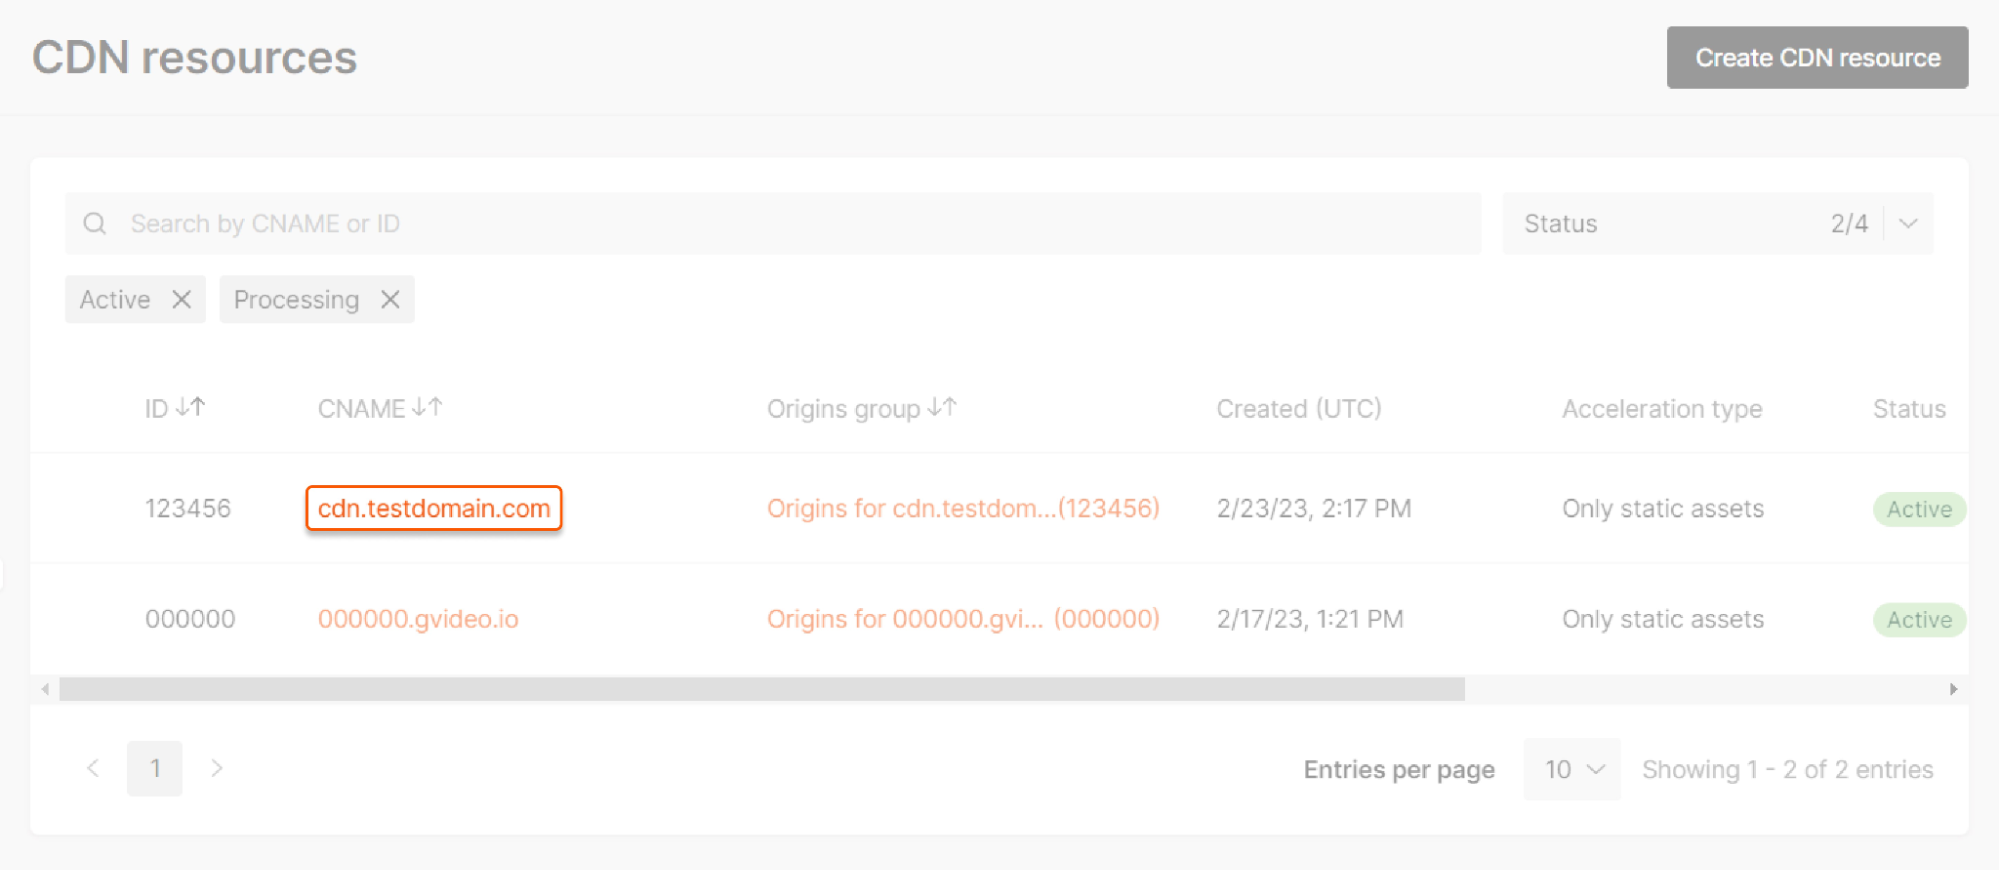 CDN resources
Create CDN resource
Search by CNAME or ID
Status 2/4
Active Processing
ID CNAME Origins group Created (UTC) Acceleration type Status
123456 cdn.testdomain.com Origins for cdn.testdom...(123456) 2/23/23, 2:17 PM Only static assets Active
000000 000000.gvideo.io Origins for 000000.gvi... (000000) 2/17/23, 1:21 PM Only static assets Active
1 Entries per page 10 Showing 1 - 2 of 2 entries